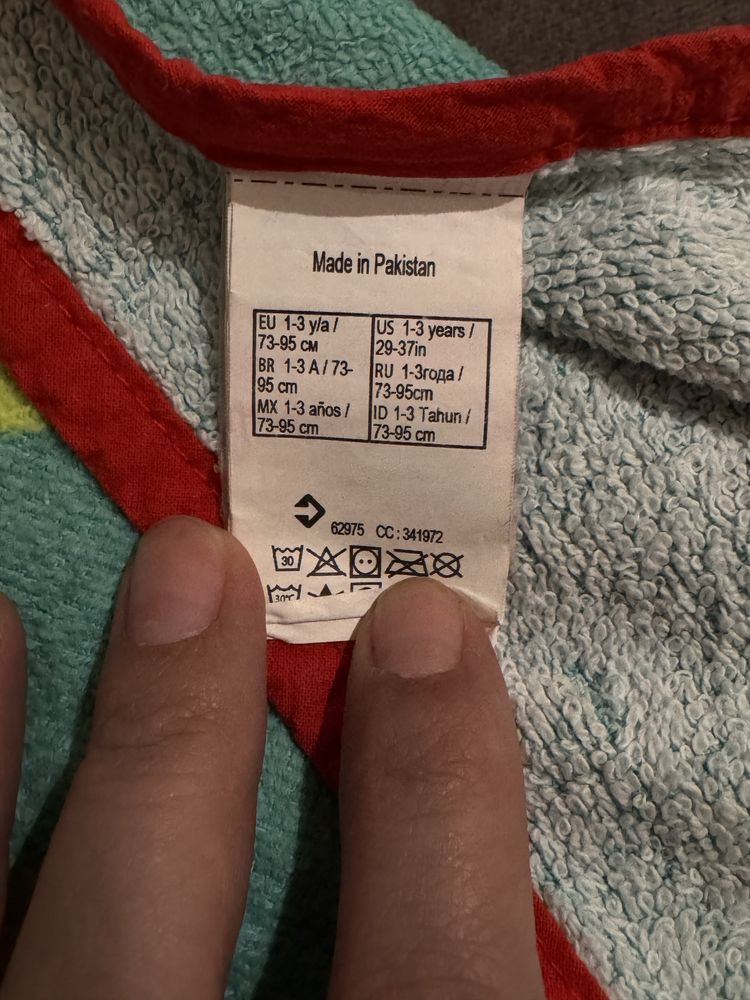 Made in Pakistan
EU 1-3 y/a /
73-95 см
BR 1-3 A / 73-
95 cm
MX 1-3 años /
73-95 cm
US 1-3 years /
29-37in
RU 1-3года /
73-95cm
ID 1-3 Tahun /
73-95 cm
62975 CC : 341972
30
30°C